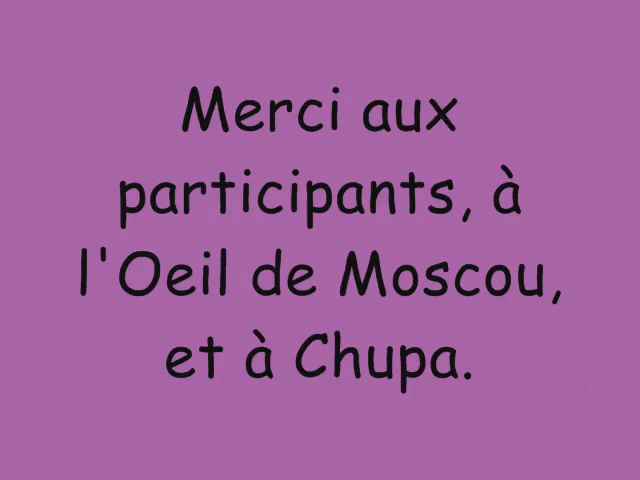 Merci aux
participants, à
l'Oeil de Moscou,
et à Chupa.